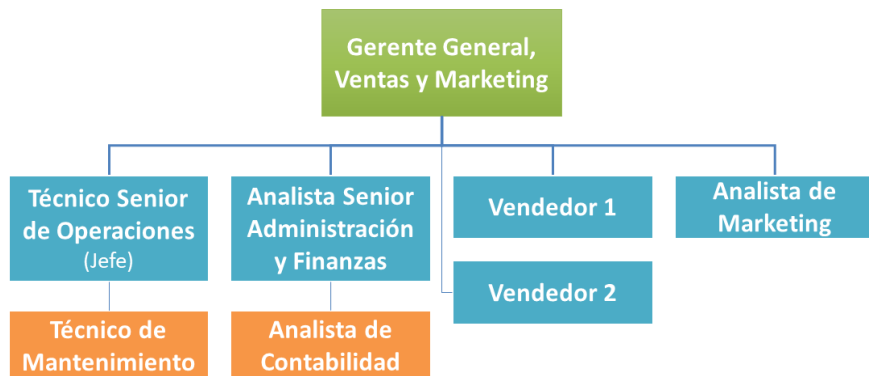 Gerente General,
Ventas y Marketing
Técnico Senior
de Operaciones
(Jefe)
Analista Senior
Administración
y Finanzas
Vendedor 1
Analista de
Marketing
Vendedor 2
Técnico de
Mantenimiento
Analista de
Contabilidad